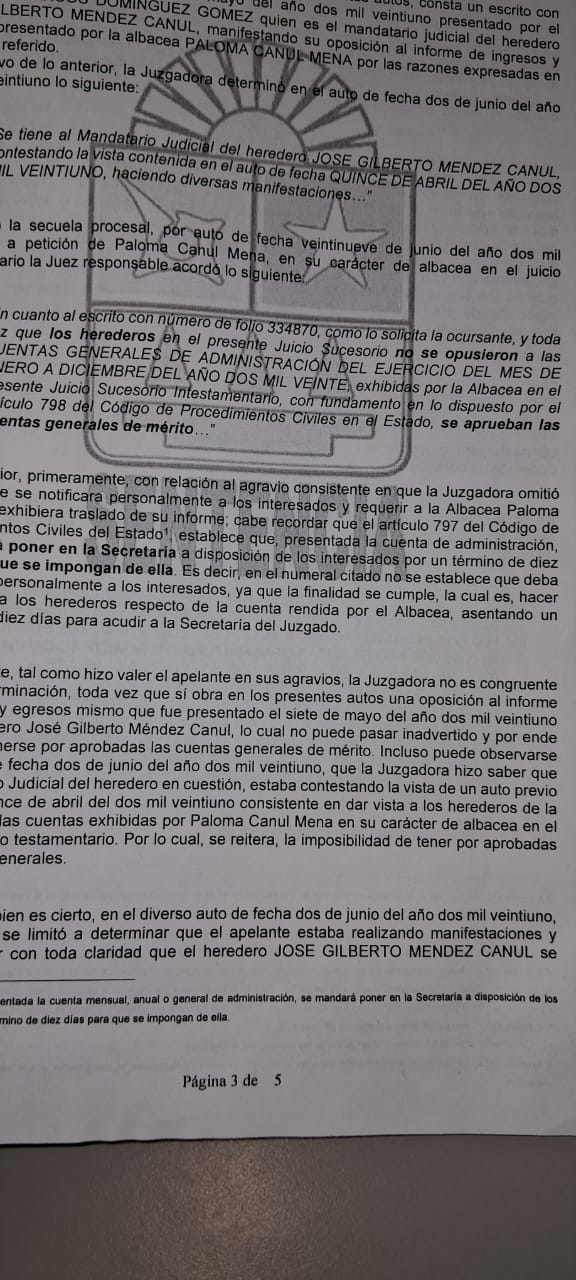 autos, consta un escrito con
del año dos mil veintiuno presentado por el
DOMINGUEZ GOMEZ quien es el mandatario judicial del heredero
LBERTO MENDEZ CANUL, manifestando su oposición al informe de ingresos y
presentado por la albacea PALOMA CANUL MENA por las razones expresadas en
referido.
vo de lo anterior, la Juzgadora determinó en el auto de fecha dos de junio del año
eintiuno lo siguiente:
Se tiene al Mandatario Judicial del heredero JOSE GILBERTO MENDEZ CANUL,
ontestando la vista contenida en el auto de fecha QUINCE DE ABRIL DEL AÑO DOS
IL VEINTIUNO, haciendo diversas manifestaciones…"
la secuela procesal, por auto de fecha veintinueve de junio del año dos mil
a petición de Paloma Canul Mena, en su carácter de albacea en el juicio
ario la Juez responsable acordó lo siguiente:
n cuanto al escrito con número de folio 334870, como lo solicita la ocursante, y toda
z que los herederos en el presente Juicio Sucesorio no se opusieron a las
UENTAS GENERALES DE ADMINISTRACIÓN DEL EJERCICIO DEL MES DE
NERO A DICIEMBRE DEL AÑO DOS MIL VEINTE, exhibidas por la Albacea en el
esente Juicio Sucesorio Intestamentario, con fundamento en lo dispuesto por el
ículo 798 del Código de Procedimientos Civiles en el Estado, se aprueban las
entas generales de mérito…"
SENTENCIA
ior, primeramente, con relación al agravio consistente en que la Juzgadora omitió
e se notificara personalmente a los interesados y requerir a la Albacea Paloma
exhibiera traslado de su informe; cabe recordar que el artículo 797 del Código de
ntos Civiles del Estado¹, establece que, presentada la cuenta de administración,
á poner en la Secretaría a disposición de los interesados por un término de diez
ue se impongan de ella. Es decir, en el numeral citado no se establece que deba
personalmente a los interesados, ya que la finalidad se cumple, la cual es, hacer
a los herederos respecto de la cuenta rendida por el Albacea, asentando un
diez días para acudir a la Secretaría del Juzgado.
e, tal como hizo valer el apelante en sus agravios, la Juzgadora no es congruente
rminación, toda vez que sí obra en los presentes autos una oposición al informe
y egresos mismo que fue presentado el siete de mayo del año dos mil veintiuno
ero José Gilberto Méndez Canul, lo cual no puede pasar inadvertido y por ende
nerse por aprobadas las cuentas generales de mérito. Incluso puede observarse
e fecha dos de junio del año dos mil veintiuno, que la Juzgadora hizo saber que
o Judicial del heredero en cuestión, estaba contestando la vista de un auto previo
nce de abril del dos mil veintiuno consistente en dar vista a los herederos de la
las cuentas exhibidas por Paloma Canul Mena en su carácter de albacea en el
o testamentario. Por lo cual, se reitera, la imposibilidad de tener por aprobadas
enerales.
bien es cierto, en el diverso auto de fecha dos de junio del año dos mil veintiuno,
se limitó a determinar que el apelante estaba realizando manifestaciones y
r con toda claridad que el heredero JOSE GILBERTO MENDEZ CANUL se
entada la cuenta mensual, anual o general de administración, se mandará poner en la Secretaría a disposición de los
mino de diez días para que se impongan de ella.
Página 3 de 5